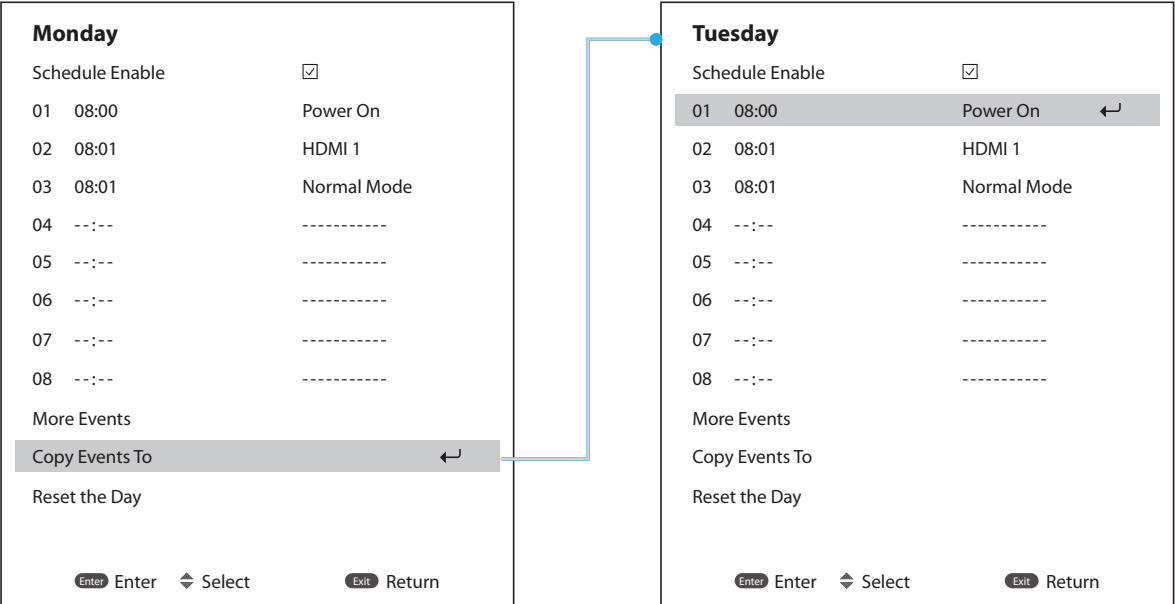 Monday
Schedule Enable ☑
01 08:00 Power On
02 08:01 HDMI 1
03 08:01 Normal Mode
04 --:-- -----------
05 --:-- -----------
06 --:-- -----------
07 --:-- -----------
08 --:-- -----------
More Events
Copy Events To
Reset the Day
Enter Enter Select Exit Return
Tuesday
Schedule Enable ☑
01 08:00 Power On
02 08:01 HDMI 1
03 08:01 Normal Mode
04 --:-- -----------
05 --:-- -----------
06 --:-- -----------
07 --:-- -----------
08 --:-- -----------
More Events
Copy Events To
Reset the Day
Enter Enter Select Exit Return